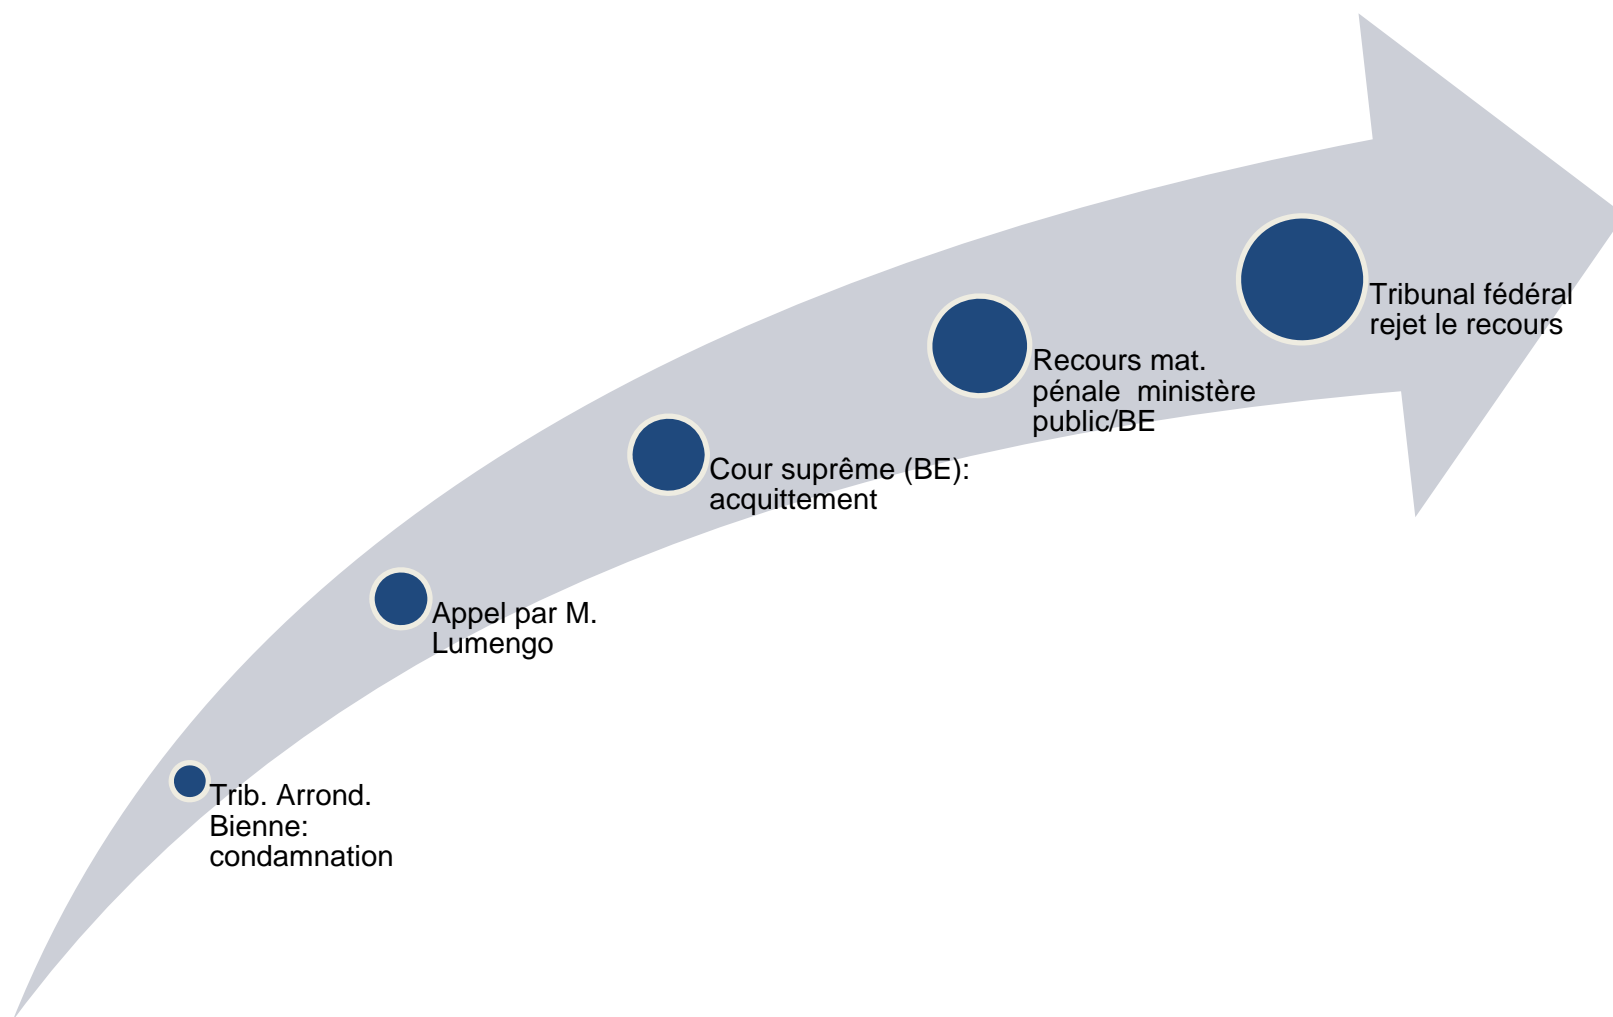 Trib. Arrond.
Bienne:
condamnation
Appel par M.
Lumengo
Cour suprême (BE):
acquittement
Recours mat.
pénale ministère
public/BE
Tribunal fédéral
rejet le recours